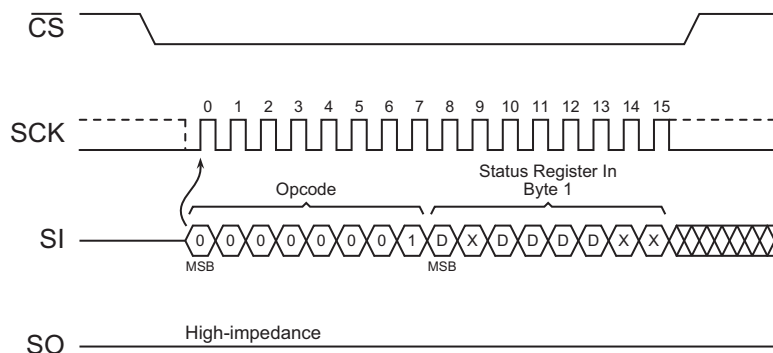 CS
0 1 2 3 4 5 6 7 8 9 10 11 12 13 14 15
SCK
Opcode
Status Register In
Byte 1
SI
0 0 0 0 0 0 0 1 D X D D D D X X
MSB MSB
High-impedance
SO